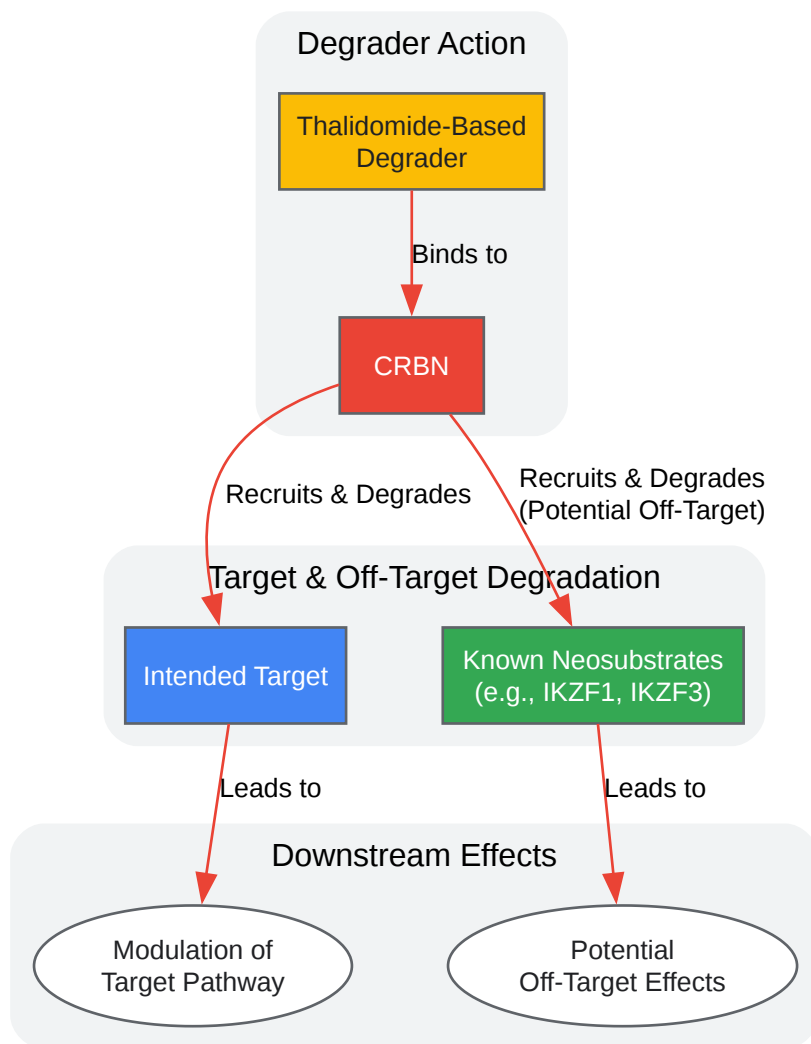 Degrader Action
Thalidomide-Based
Degrader
Binds to
CRBN
Recruits & Degrades
Recruits & Degrades
(Potential Off-Target)
Target & Off-Target Degradation
Intended Target
Known Neosubstrates
(e.g., IKZF1, IKZF3)
Leads to
Leads to
Downstream Effects
Modulation of
Target Pathway
Potential
Off-Target Effects